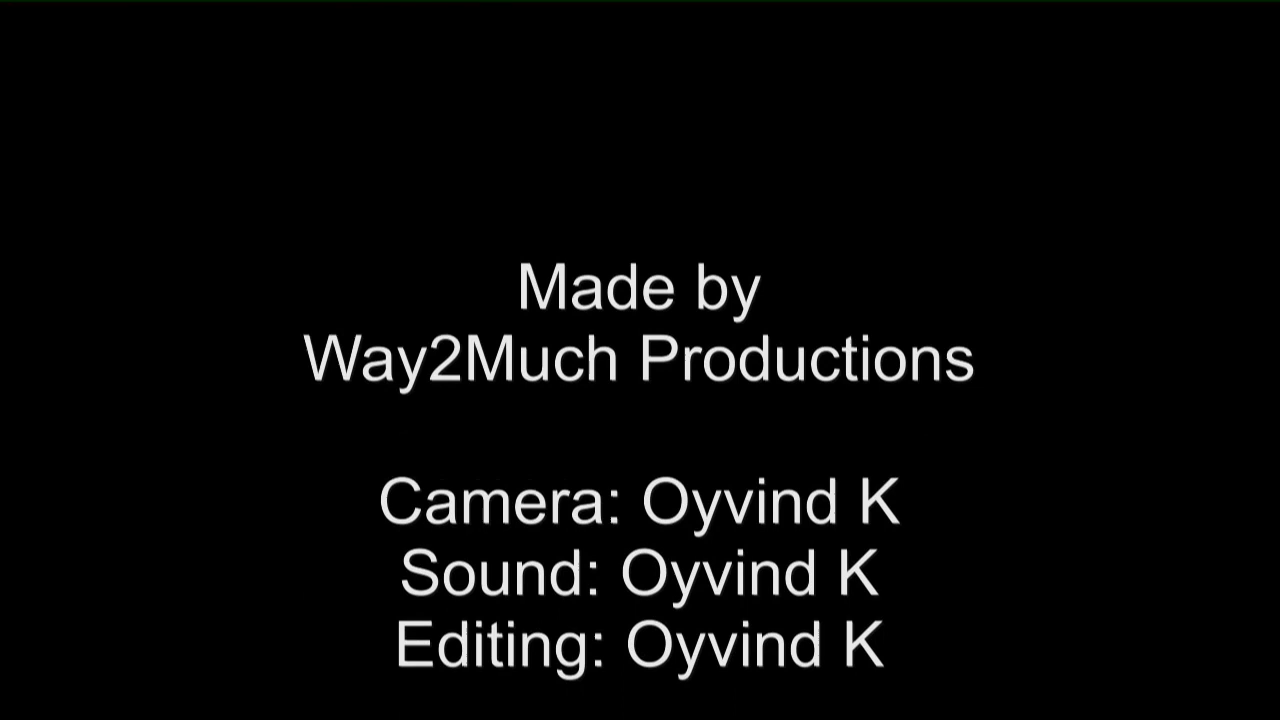 Made by
Way2Much Productions
Camera: Oyvind K
Sound: Oyvind K
Editing: Oyvind K